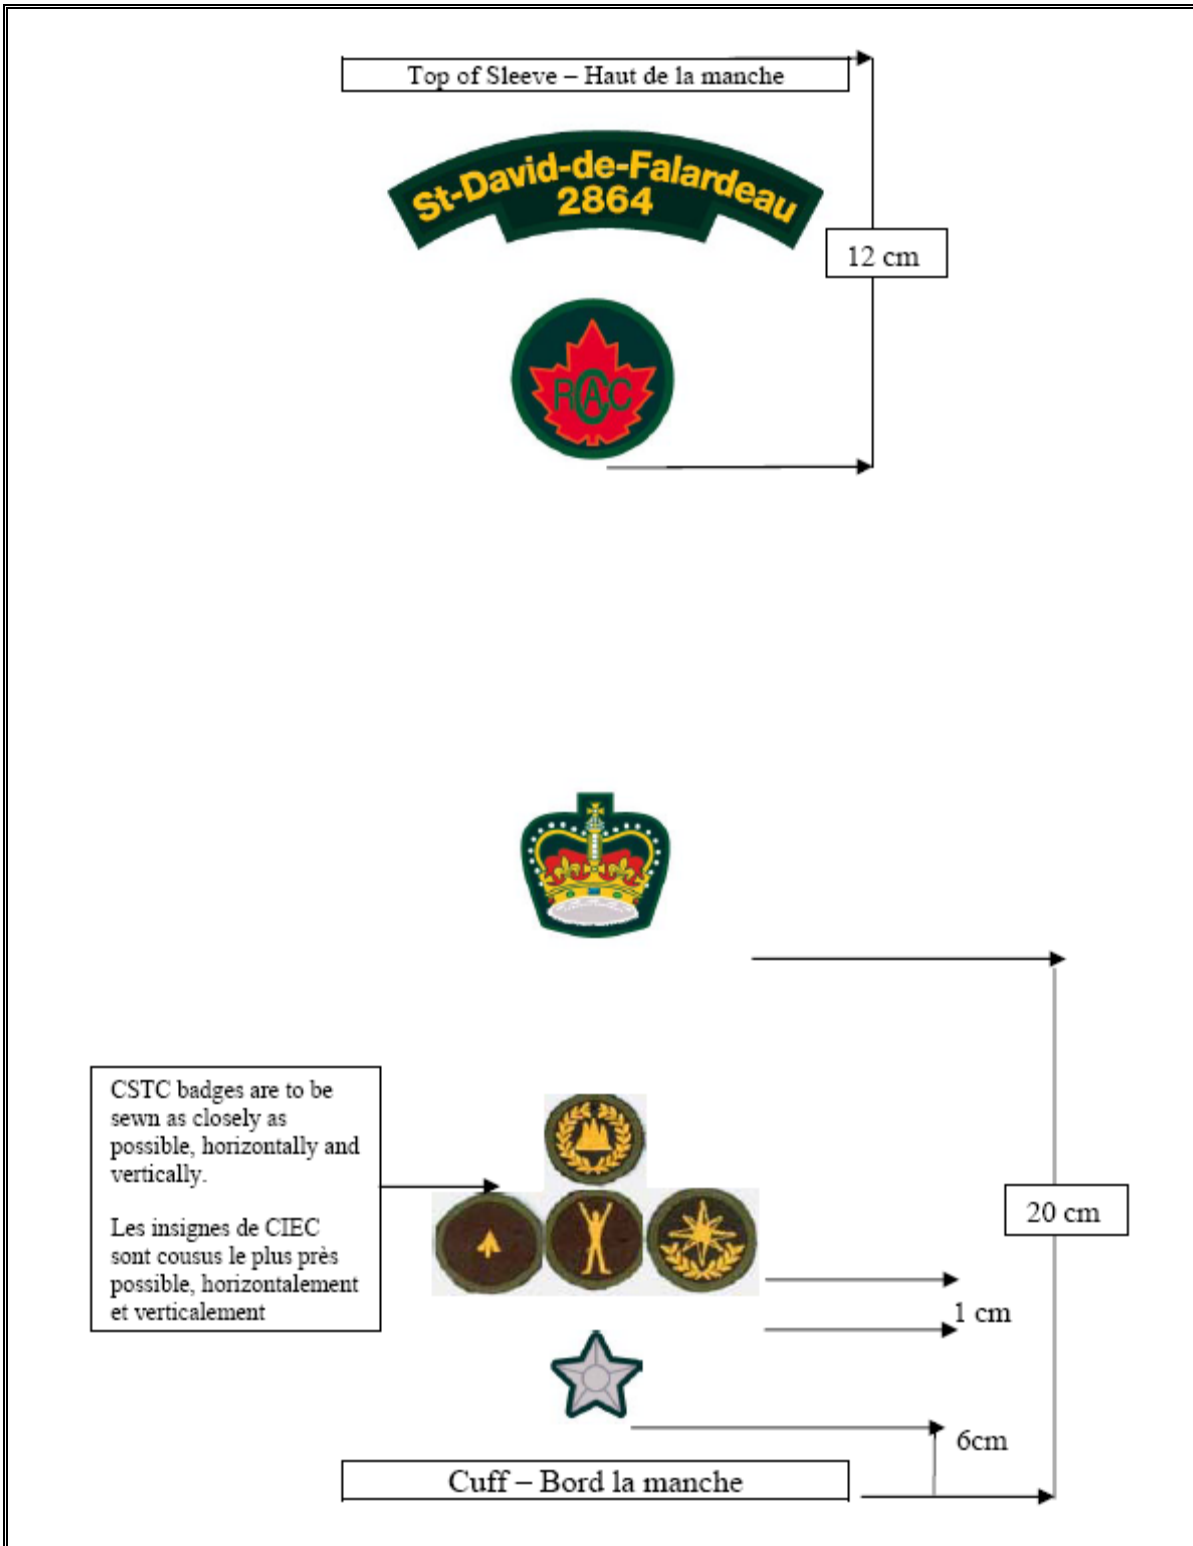 Top of Sleeve – Haut de la manche
St-David-de-Falardeau
2864
12 cm
RCAC
CSTC badges are to be
sewn as closely as
possible, horizontally and
vertically.
Les insignes de CIEC
sont cousus le plus près
possible, horizontalement
et verticalement
20 cm
1 cm
6cm
Cuff – Bord la manche